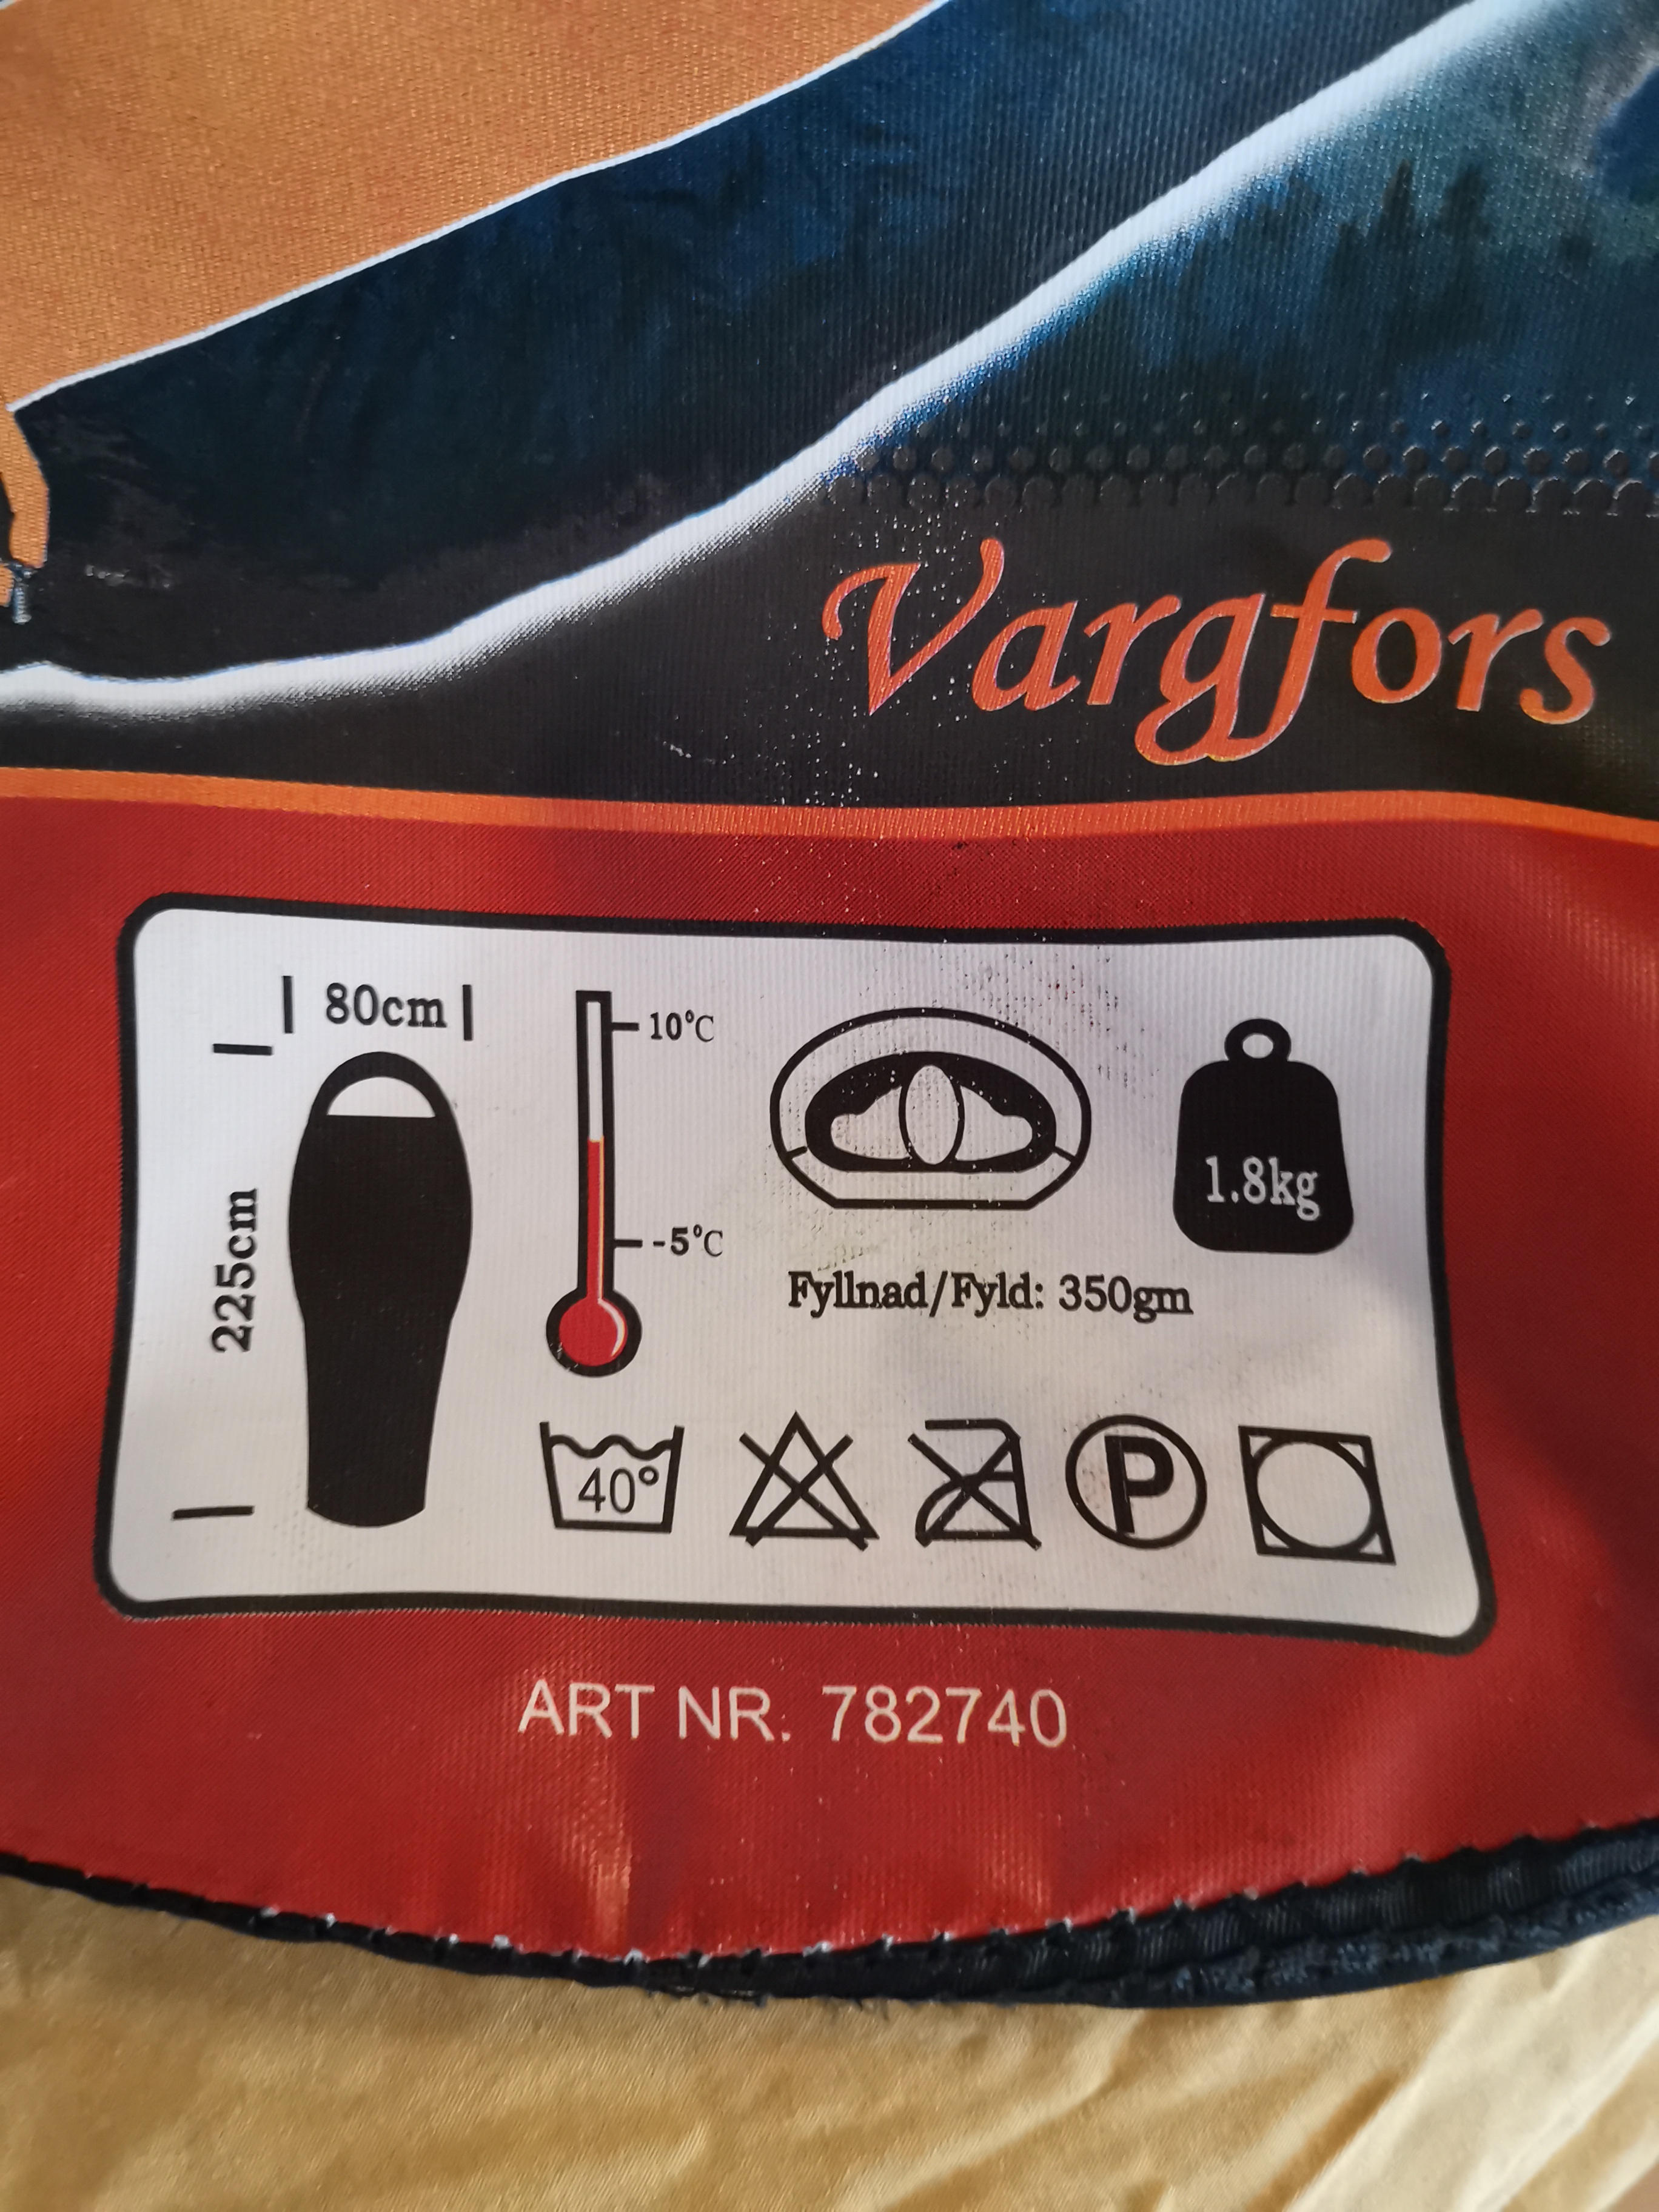 Vargfors
80cm
10°C
225cm
-5°C
1.8kg
Fyllnad/Fyld: 350gm
40°
P
ART NR. 782740